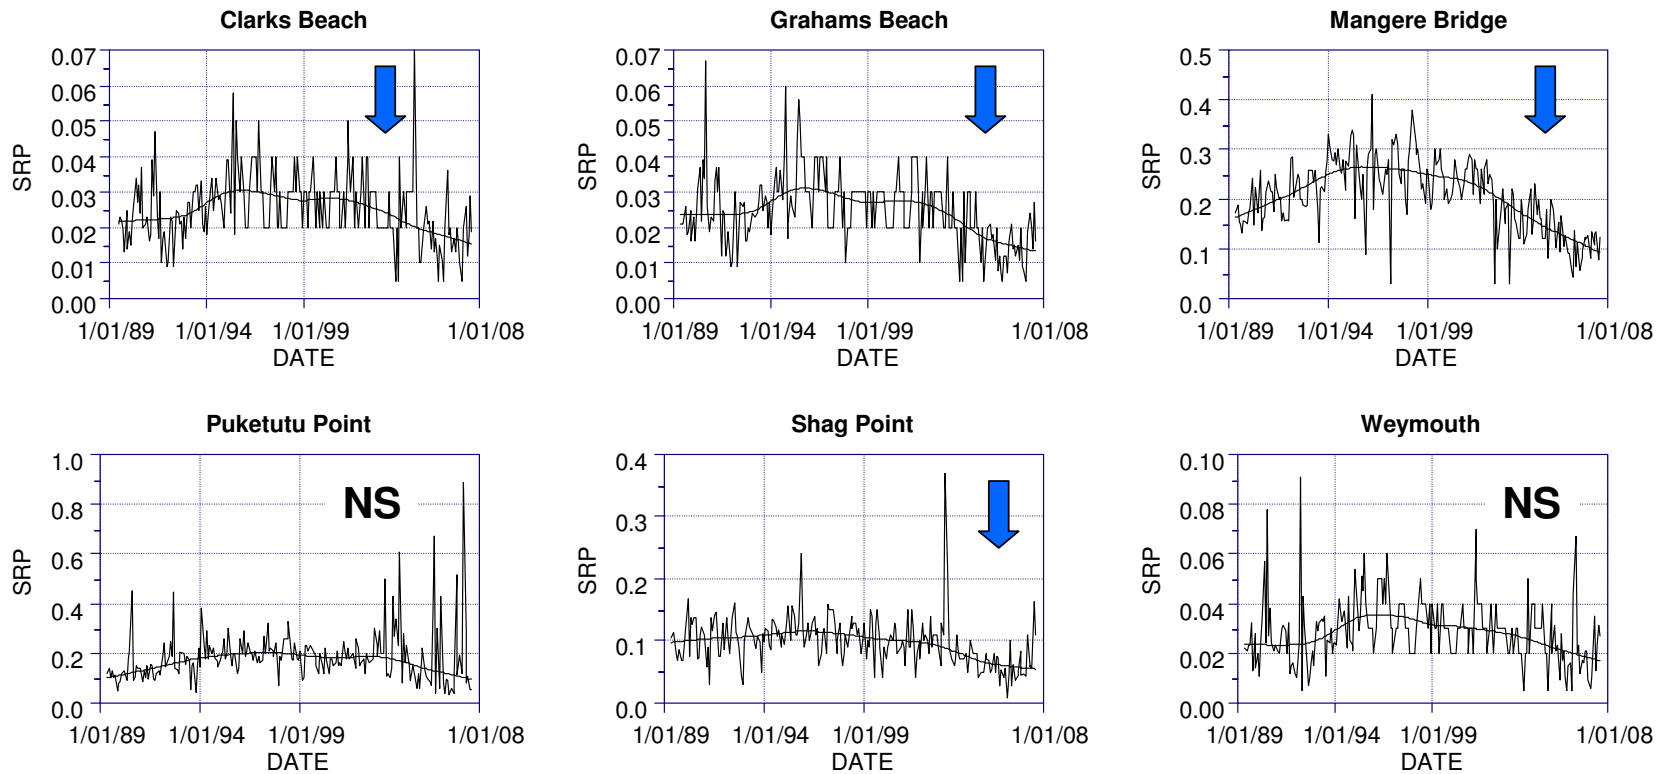 Clarks Beach
0.07
0.06
0.05
0.04
0.03
0.02
0.01
0.00
SRP
1/01/89 1/01/94 1/01/99 1/01/08
DATE
Grahams Beach
0.07
0.06
0.05
0.04
0.03
0.02
0.01
0.00
SRP
1/01/89 1/01/94 1/01/99 1/01/08
DATE
Mangere Bridge
0.5
0.4
0.3
0.2
0.1
0.0
SRP
1/01/89 1/01/94 1/01/99 1/01/08
DATE
Puketutu Point
1.0
0.8
0.6
0.4
0.2
0.0
SRP
NS
1/01/89 1/01/94 1/01/99 1/01/08
DATE
Shag Point
0.4
0.3
0.2
0.1
0.0
SRP
1/01/89 1/01/94 1/01/99 1/01/08
DATE
Weymouth
0.10
0.08
0.06
0.04
0.02
0.00
SRP
NS
1/01/89 1/01/94 1/01/99 1/01/08
DATE